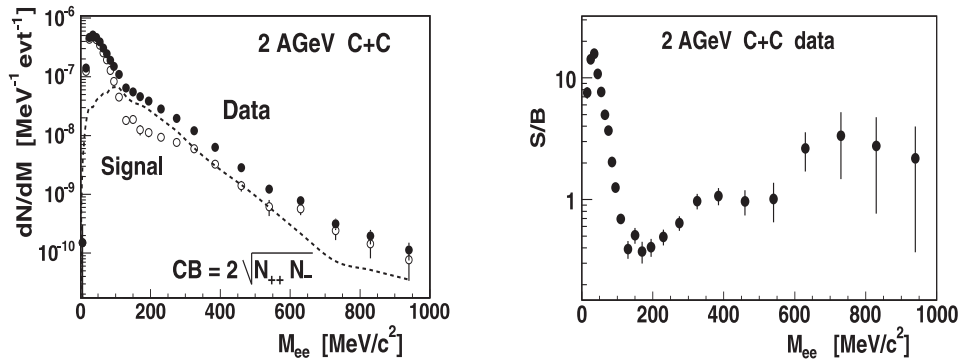 dN/dM [MeV⁻¹ evt⁻¹]
10⁻⁶
10⁻⁷
10⁻⁸
10⁻⁹
10⁻¹⁰
2 AGeV C+C
Data
Signal
CB = 2 √N₊₊ N₋
0 200 400 600 800 1000
Mₑₑ [MeV/c²]
S/B
10
1
2 AGeV C+C data
0 200 400 600 800 1000
Mₑₑ [MeV/c²]